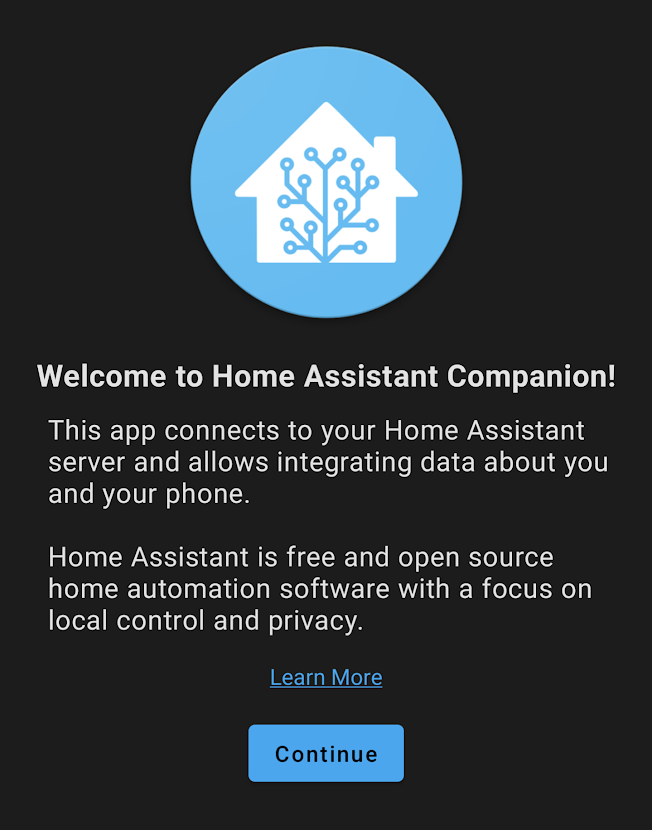 Welcome to Home Assistant Companion!
This app connects to your Home Assistant
server and allows integrating data about you
and your phone.
Home Assistant is free and open source
home automation software with a focus on
local control and privacy.
Learn More
Continue